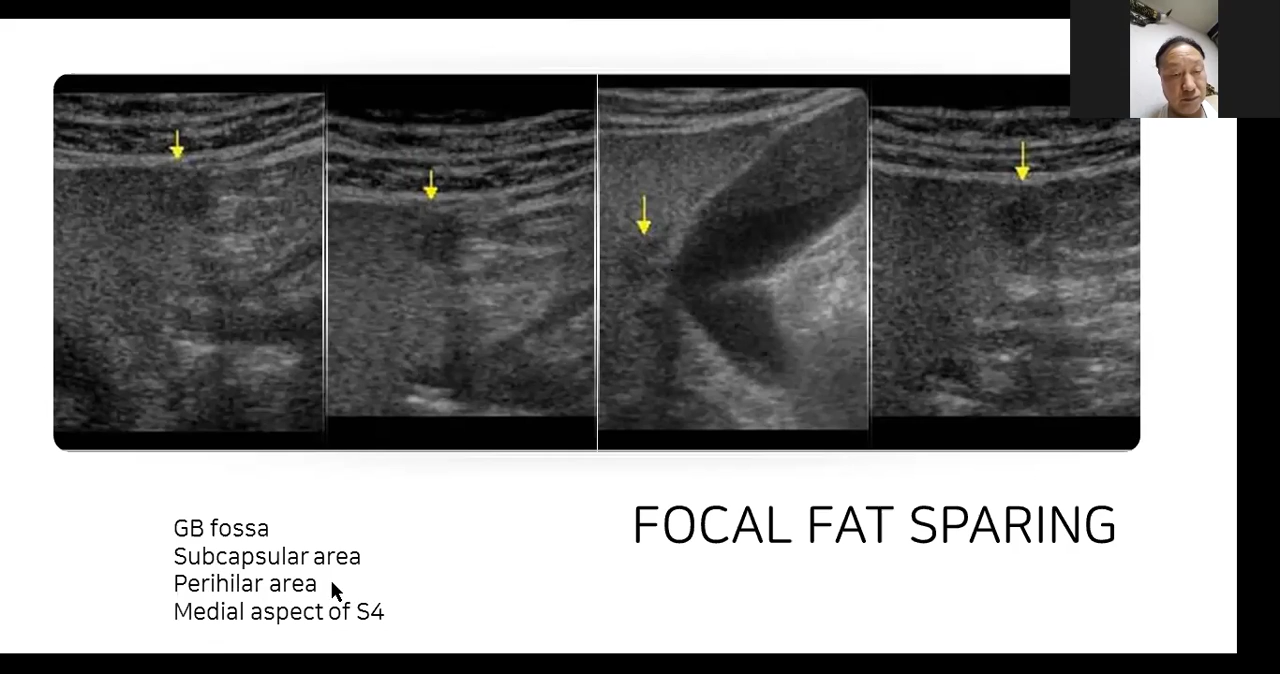 FOCAL FAT SPARING
GB fossa
Subcapsular area
Perihilar area
Medial aspect of S4